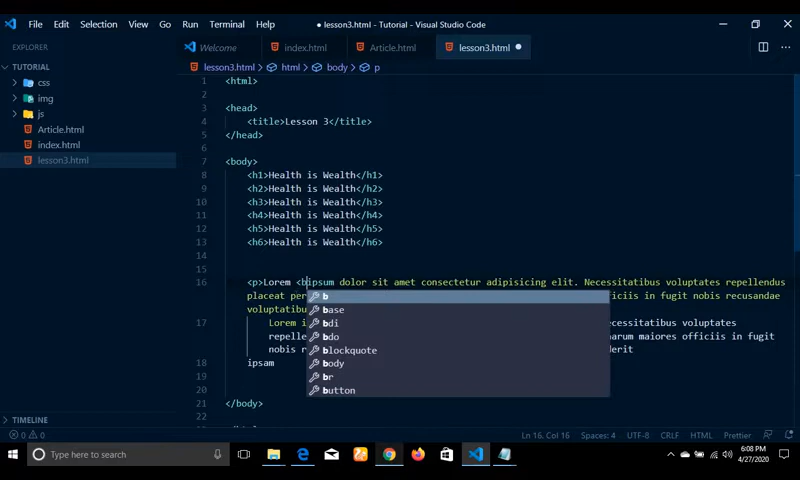 File Edit Selection View Go Run Terminal Help
● lesson3.html - Tutorial - Visual Studio Code
EXPLORER
Welcome
index.html
Article.html
lesson3.html ●
TUTORIAL
css
img
js
Article.html
index.html
lesson3.html
TIMELINE
lesson3.html > html > body > p
1 <html>
2
3 <head>
4 <title>Lesson 3</title>
5 </head>
6
7 <body>
8 <h1>Health is Wealth</h1>
9 <h2>Health is Wealth</h2>
10 <h3>Health is Wealth</h3>
11 <h4>Health is Wealth</h4>
12 <h5>Health is Wealth</h5>
13 <h6>Health is Wealth</h6>
14
15
16 <p>Lorem <bipsum dolor sit amet consectetur adipisicing elit. Necessitatibus voluptates repellendus
placeat per officiis in fugit nobis recusandae
voluptatibu
17 Lorem i ecessitatibus voluptates
repelle arum maiores officiis in fugit
nobis r derit
18 ipsam
19
20
21 </body>
22
b
base
bdi
bdo
blockquote
body
br
button
0 0
Ln 16, Col 16 Spaces: 4 UTF-8 CRLF HTML Prettier
Type here to search
6:08 PM
4/27/2020